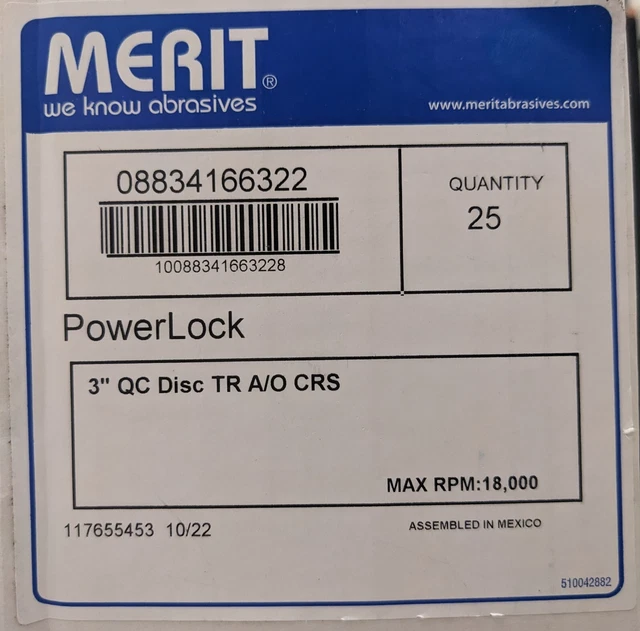 MERIT®
we know abrasives
www.meritabrasives.com
08834166322
QUANTITY
25
10088341663228
PowerLock
3" QC Disc TR A/O CRS
MAX RPM:18,000
117655453 10/22
ASSEMBLED IN MEXICO
510042882